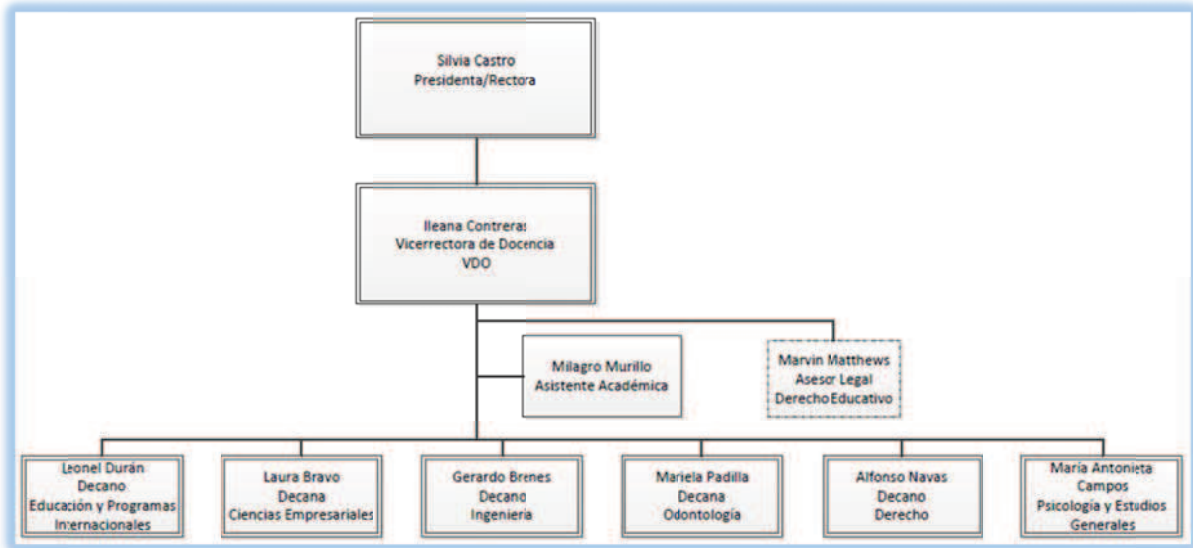 Silvia Castro
Presidenta/Rectora
Ileana Contreras
Vicerrectora de Docencia
VDO
Milagro Murillo
Asistente Académica
Marvin Matthews
Asesor Legal
Derecho Educativo
Leonel Durán
Decano
Educación y Programas
Internacionales
Laura Bravo
Decana
Ciencias Empresariales
Gerardo Brenes
Decano
Ingeniería
Mariela Padilla
Decana
Odontología
Alfonso Navas
Decano
Derecho
María Antonieta
Campos
Psicología y Estudios
Generales